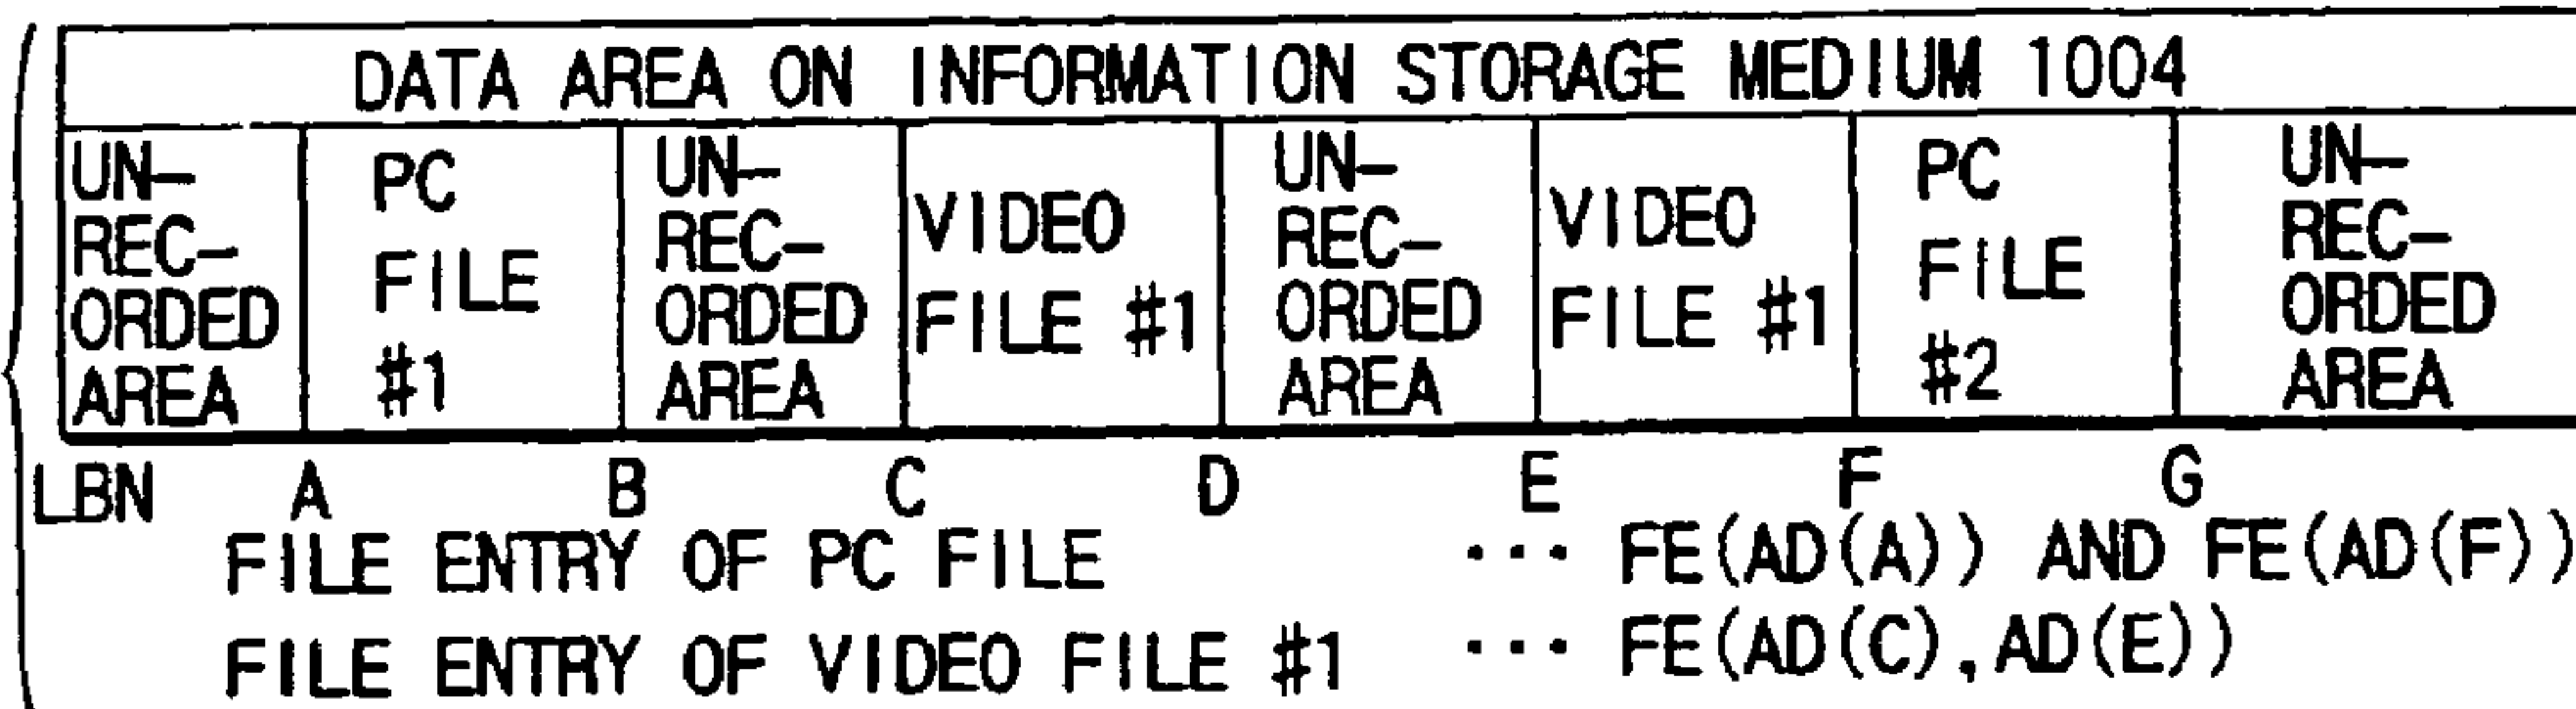 DATA AREA ON INFORMATION STORAGE MEDIUM 1004
UN-
REC-
ORDED
AREA
PC
FILE
#1
UN-
REC-
ORDED
AREA
VIDEO
FILE #1
UN-
REC-
ORDED
AREA
VIDEO
FILE #1
PC
FILE
#2
UN-
REC-
ORDED
AREA
LBN A B C D E F G
FILE ENTRY OF PC FILE ... FE(AD(A)) AND FE(AD(F))
FILE ENTRY OF VIDEO FILE #1 ... FE(AD(C),AD(E))